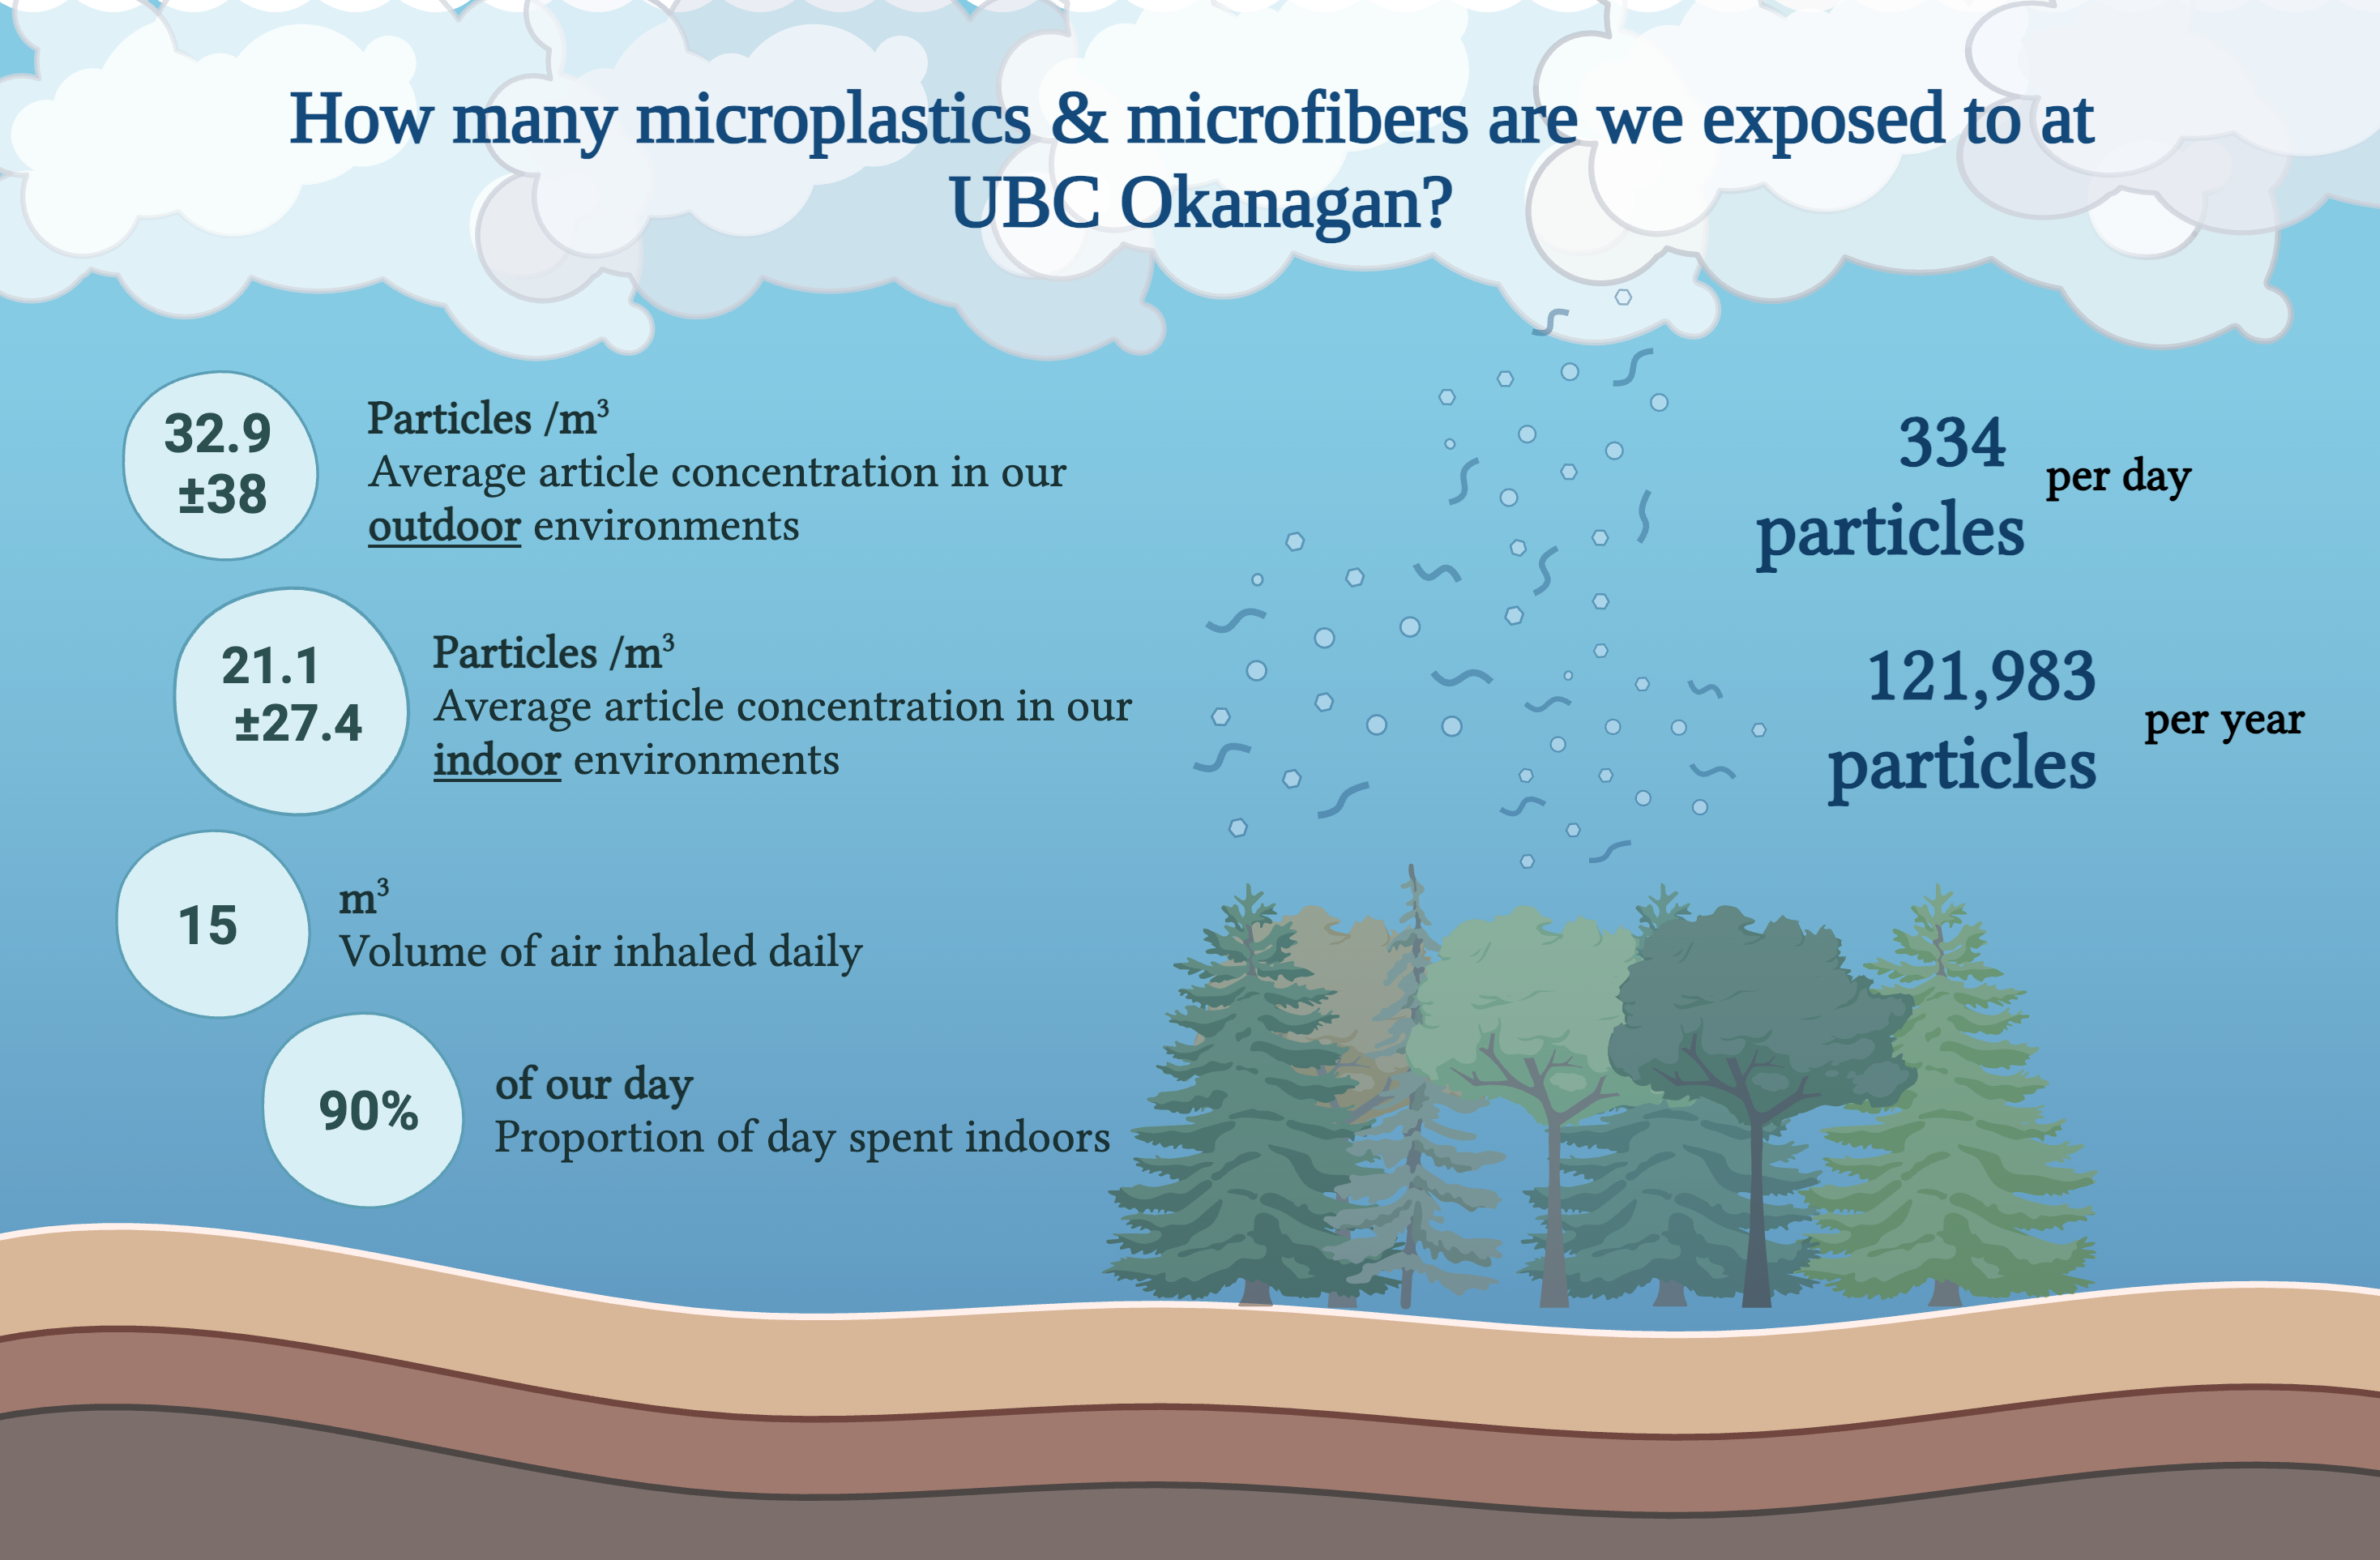 How many microplastics & microfibers are we exposed to at
UBC Okanagan?
32.9
±38
Particles /m³
Average article concentration in our
outdoor environments
21.1
±27.4
Particles /m³
Average article concentration in our
indoor environments
15
m³
Volume of air inhaled daily
90%
of our day
Proportion of day spent indoors
334
particles
per day
121,983
particles
per year